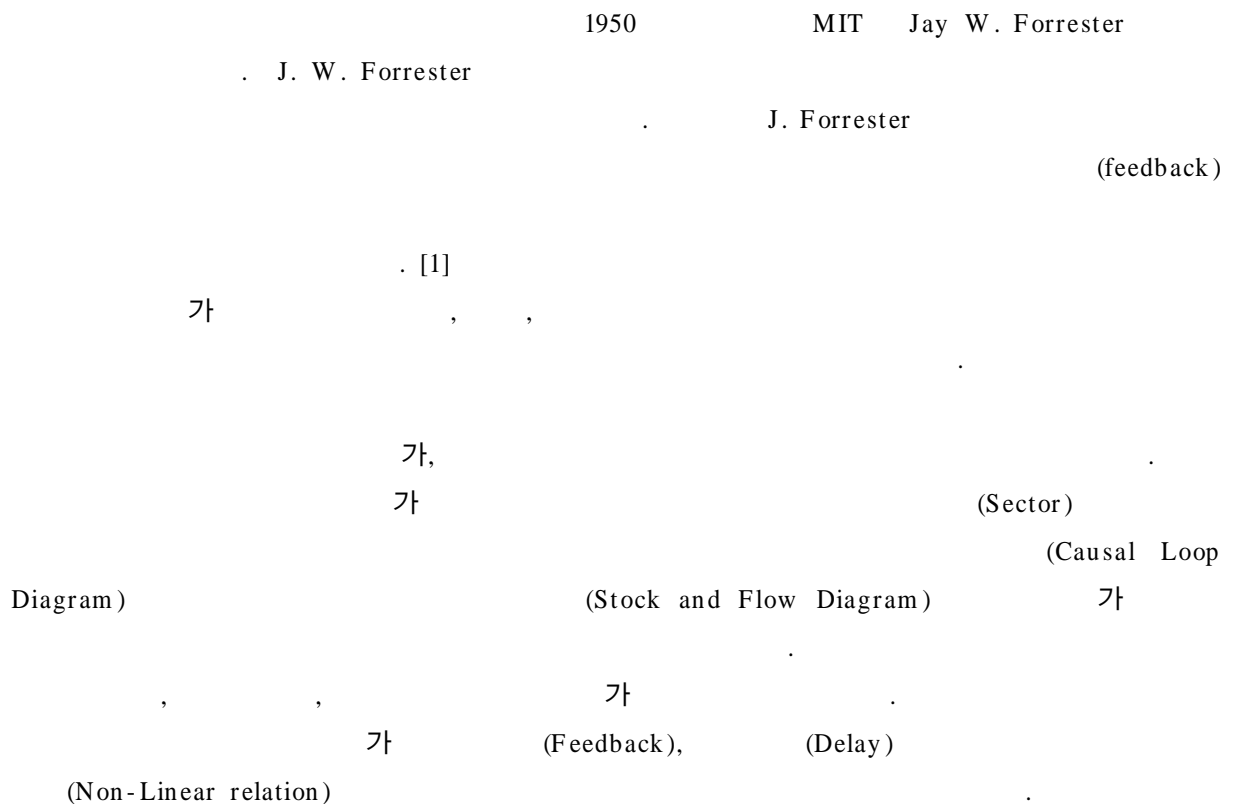 1950 MIT Jay W. Forrester
. J. W. Forrester
. J. Forrester
(feedback)
. [1]
가 , ,
.
가, .
가 (Sector)
(Causal Loop
Diagram) (Stock and Flow Diagram) 가
.
, , 가 .
가 (Feedback), (Delay)
(Non-Linear relation) .